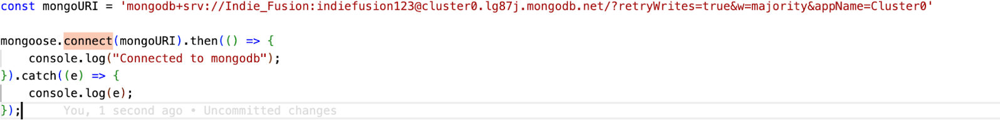 const mongoURI = 'mongodb+srv://Indie_Fusion:indiefusion123@cluster0.lg87j.mongodb.net/?retryWrites=true&w=majority&appName=Cluster0'
mongoose.connect(mongoURI).then(() => {
    console.log("Connected to mongodb");
}).catch((e) => {
    console.log(e);
});      You, 1 second ago • Uncommitted changes